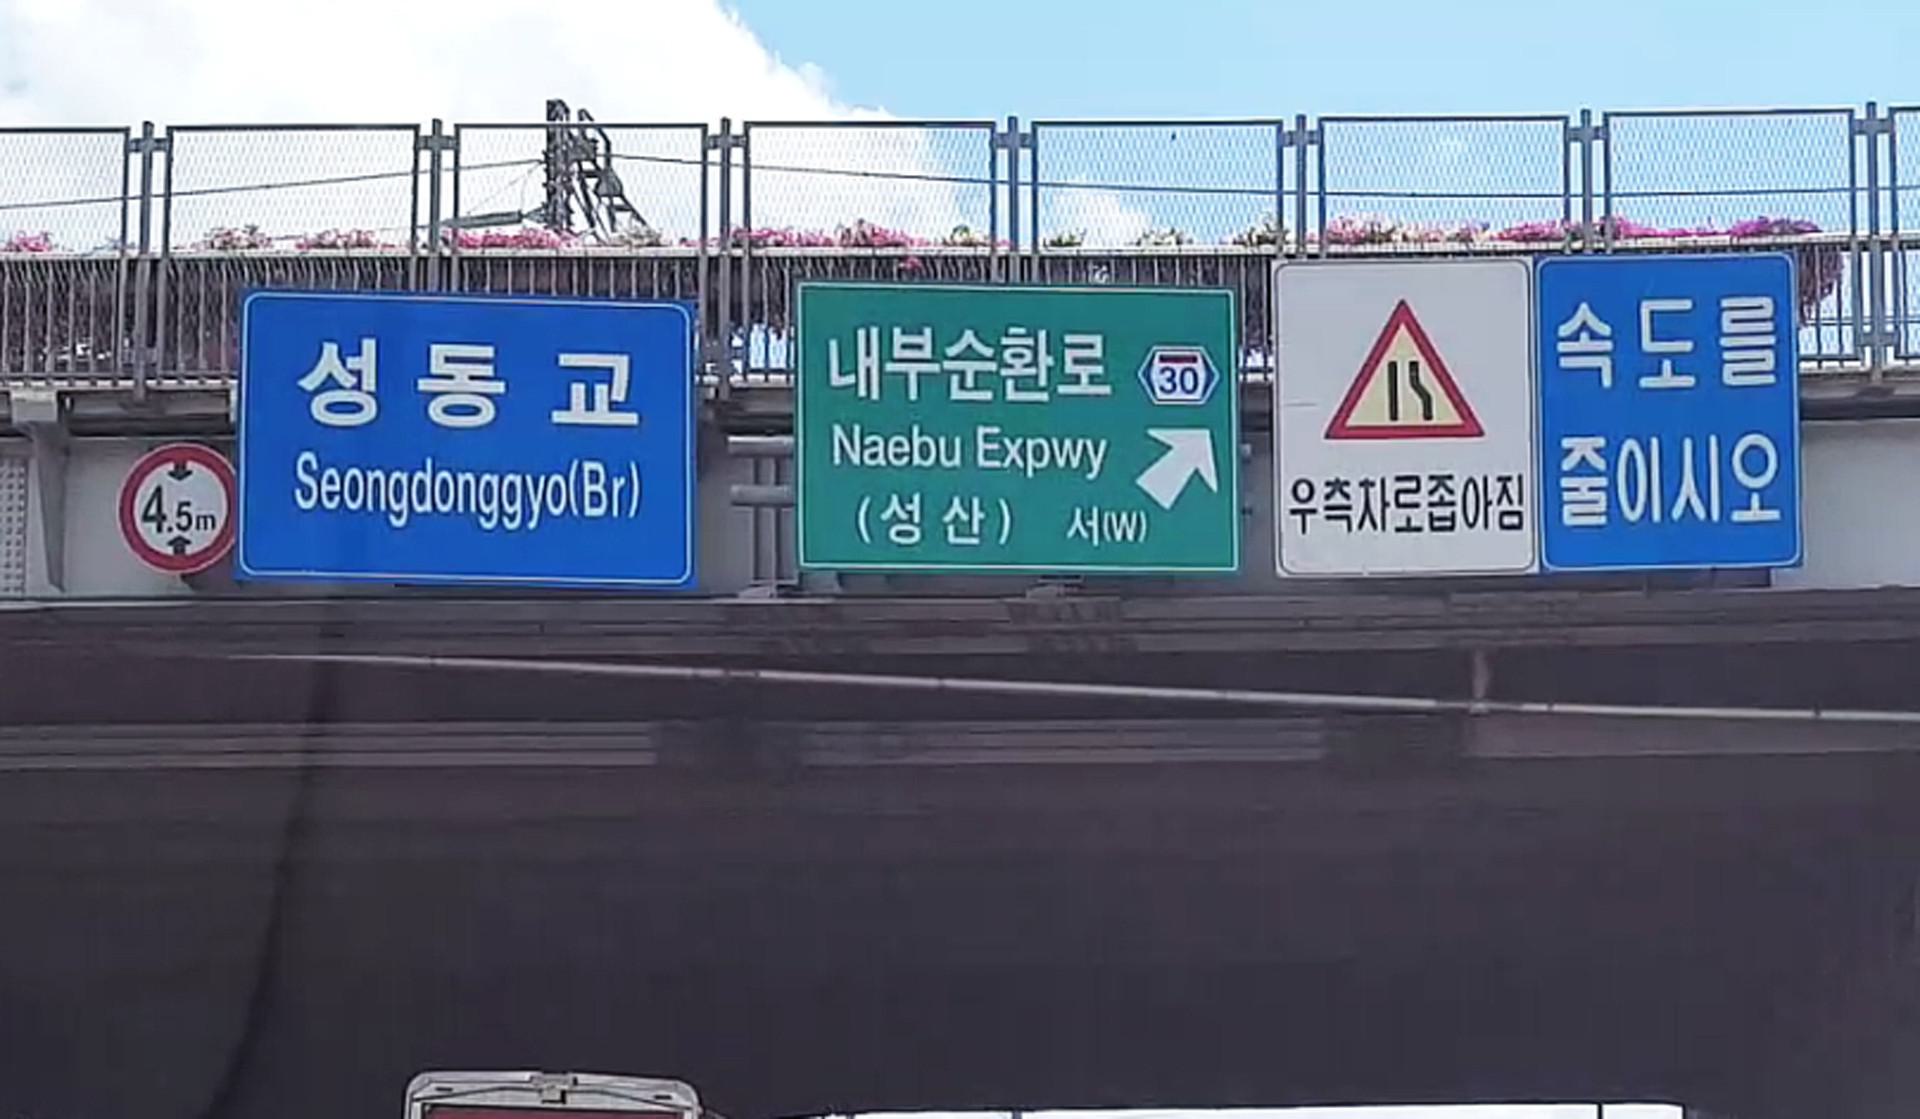 4.5m
성동교
Seongdonggyo(Br)
내부순환로 30
Naebu Expwy
(성산) 서(W)
우측차로좁아짐
속도를
줄이시오